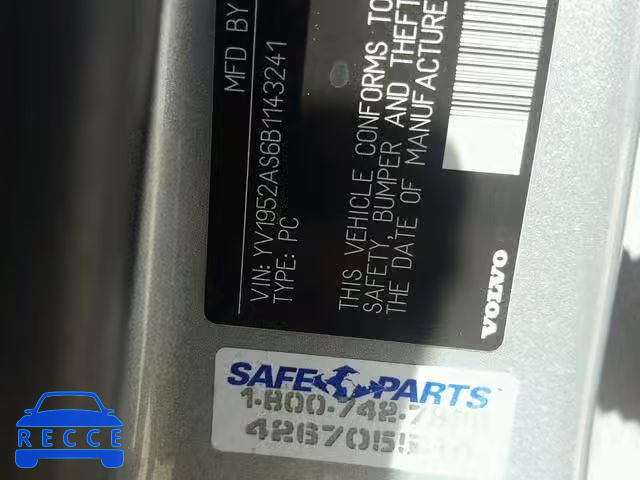 MFD BY
VIN: YV1952AS6B1143241
TYPE: PC
THIS VEHICLE CONFORMS TO
SAFETY, BUMPER AND THEFT
THE DATE OF MANUFACTURE
VOLVO
SAFE PARTS
RECCE